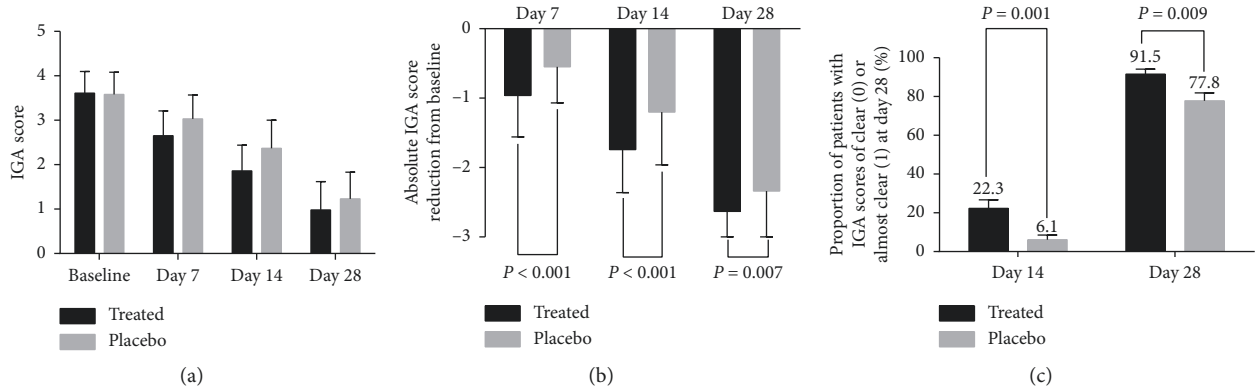 5
4
3
2
1
0
IGA score
Baseline
Day 7
Day 14
Day 28
Treated
Placebo
(a)
Day 7
Day 14
Day 28
0
–1
–2
–3
Absolute IGA score
reduction from baseline
P < 0.001
P < 0.001
P = 0.007
Treated
Placebo
(b)
P = 0.001
P = 0.009
100
80
60
40
20
0
Proportion of patients with
IGA scores of clear (0) or
almost clear (1) at day 28 (%)
22.3
6.1
91.5
77.8
Day 14
Day 28
Treated
Placebo
(c)